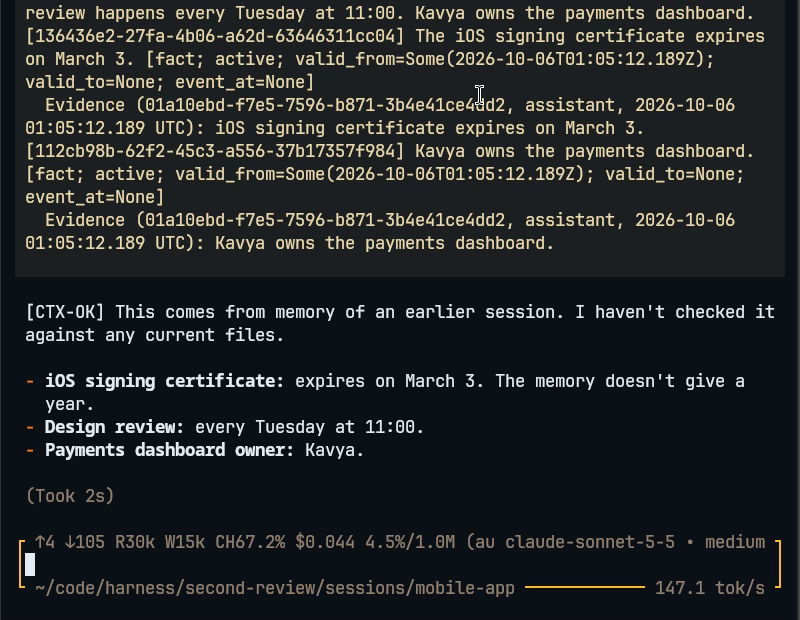 review happens every Tuesday at 11:00. Kavya owns the payments dashboard.
[136436e2-27fa-4b06-a62d-63646311cc04] The iOS signing certificate expires
on March 3. [fact; active; valid_from=Some(2026-10-06T01:05:12.189Z);
valid_to=None; event_at=None]
Evidence (01a10ebd-f7e5-7596-b871-3b4e41ce4dd2, assistant, 2026-10-06
01:05:12.189 UTC): iOS signing certificate expires on March 3.
[112cb98b-62f2-45c3-a556-37b17357f984] Kavya owns the payments dashboard.
[fact; active; valid_from=Some(2026-10-06T01:05:12.189Z); valid_to=None;
event_at=None]
Evidence (01a10ebd-f7e5-7596-b871-3b4e41ce4dd2, assistant, 2026-10-06
01:05:12.189 UTC): Kavya owns the payments dashboard.
[CTX-OK] This comes from memory of an earlier session. I haven't checked it
against any current files.
- iOS signing certificate: expires on March 3. The memory doesn't give a
year.
- Design review: every Tuesday at 11:00.
- Payments dashboard owner: Kavya.
(Took 2s)
↑4 ↓105 R30k W15k CH67.2% $0.044 4.5%/1.0M (au claude-sonnet-5-5 • medium
~/code/harness/second-review/sessions/mobile-app 147.1 tok/s